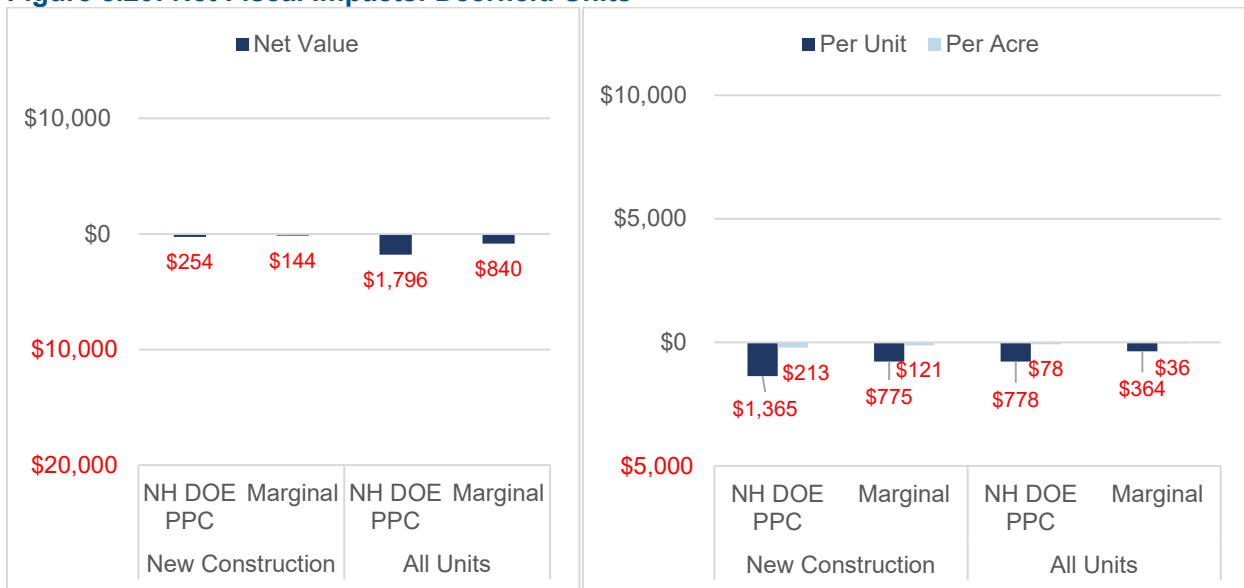 Net Value
$10,000
$0
$254
$144
$1,796
$840
$10,000
$20,000
NH DOE PPC
Marginal
NH DOE PPC
Marginal
New Construction
All Units
Per Unit
Per Acre
$10,000
$5,000
$0
$1,365
$213
$775
$121
$778
$78
$364
$36
$5,000
NH DOE PPC
Marginal
NH DOE PPC
Marginal
New Construction
All Units